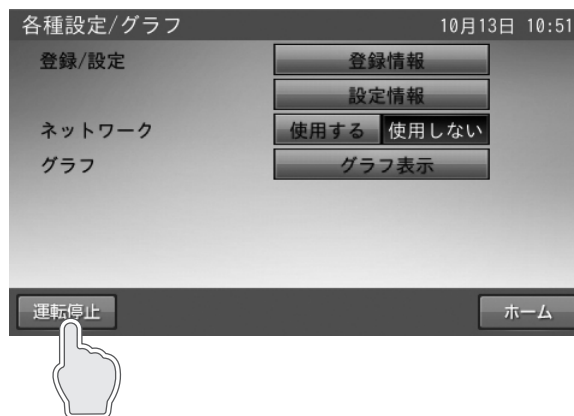 各種設定/グラフ 10月13日 10:51
登録/設定 登録情報
設定情報
ネットワーク 使用する 使用しない
グラフ グラフ表示
運転停止 ホーム